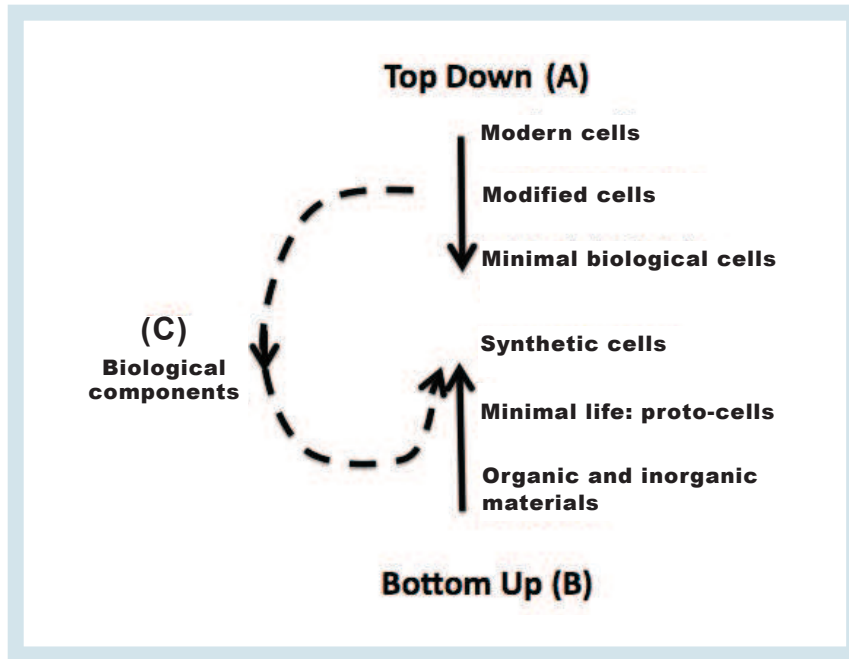 Top Down (A)
Modern cells
Modified cells
Minimal biological cells
(C)
Biological
components
Synthetic cells
Minimal life: proto-cells
Organic and inorganic
materials
Bottom Up (B)